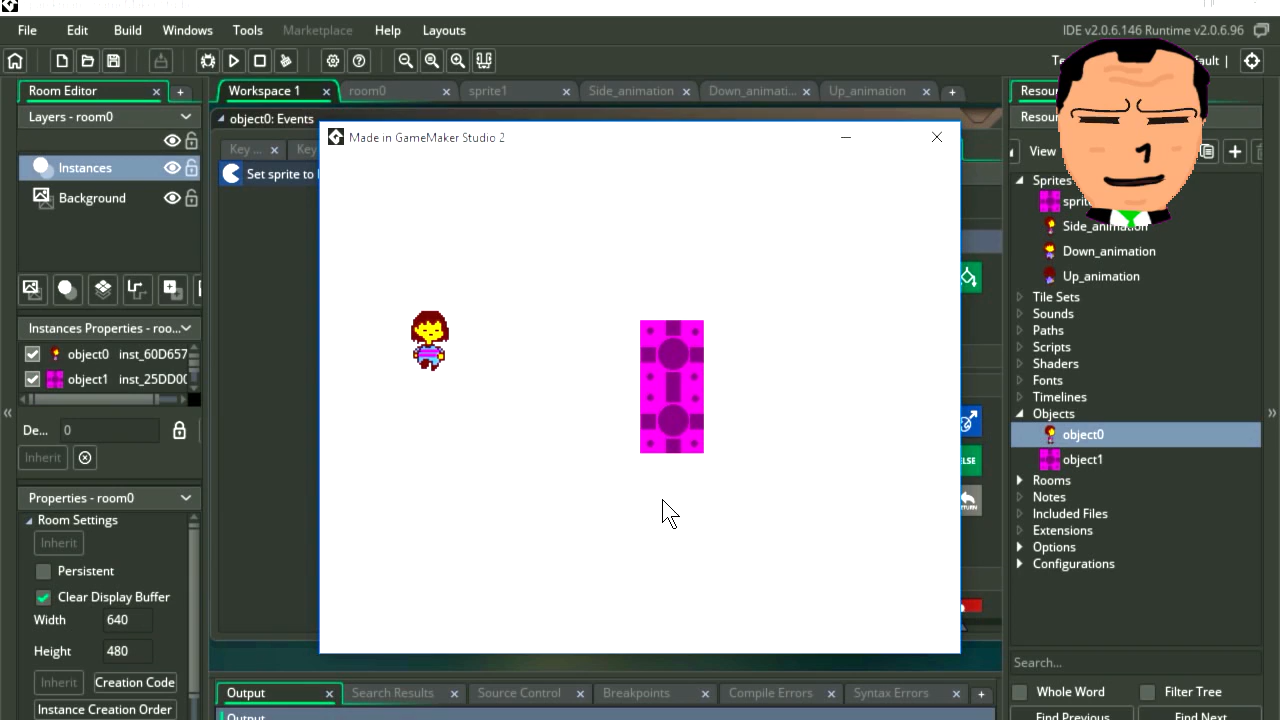 File Edit Build Windows Tools Marketplace Help Layouts IDE v2.0.6.146 Runtime v2.0.6.96
Room Editor
Workspace 1 room0 sprite1 Side_animation Down_animati... Up_animation
Layers - room0
object0: Events
Made in GameMaker Studio 2
Key ... Key
View
Instances
Set sprite to
Background
Sprites
Side_animation
Down_animation
Up_animation
Tile Sets
Sounds
Paths
Scripts
Shaders
Fonts
Timelines
Objects
object0
object1
Rooms
Notes
Included Files
Extensions
Options
Configurations
Instances Properties - roo...
object0 inst_60D657
object1 inst_25DD00
De... 0
Inherit
ELSE
RETURN
Properties - room0
Room Settings
Inherit
Persistent
Clear Display Buffer
Width 640
Height 480
Inherit Creation Code
Instance Creation Order
Search...
Whole Word Filter Tree
Find Previous Find Next
Output Search Results Source Control Breakpoints Compile Errors Syntax Errors
Output